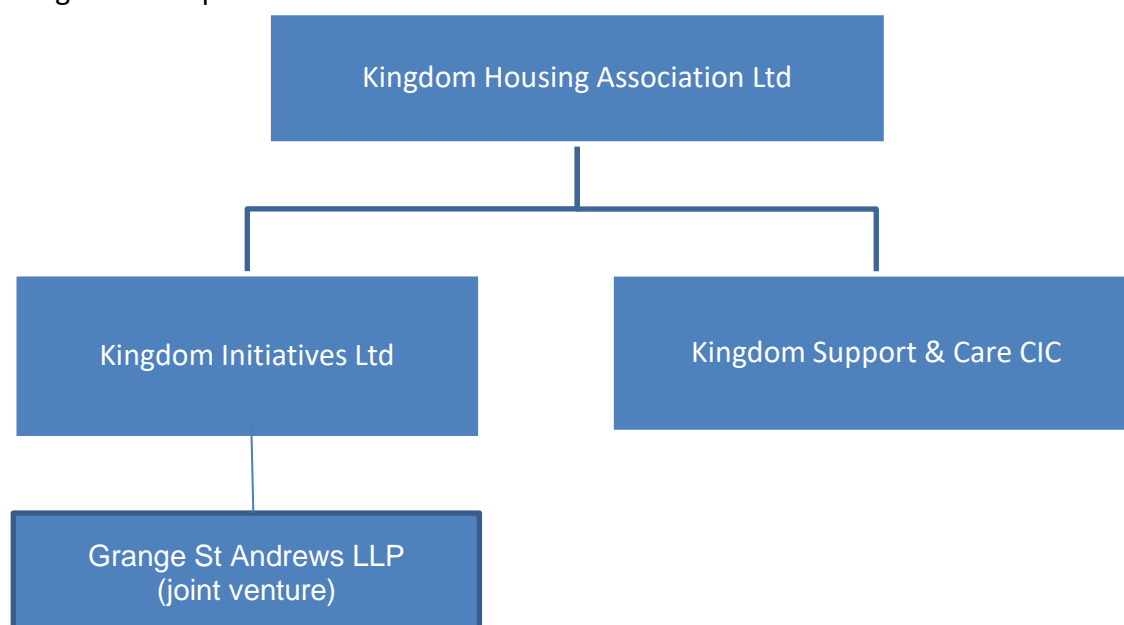 Kingdom Housing Association Ltd
Kingdom Initiatives Ltd
Kingdom Support & Care CIC
Grange St Andrews LLP
(joint venture)